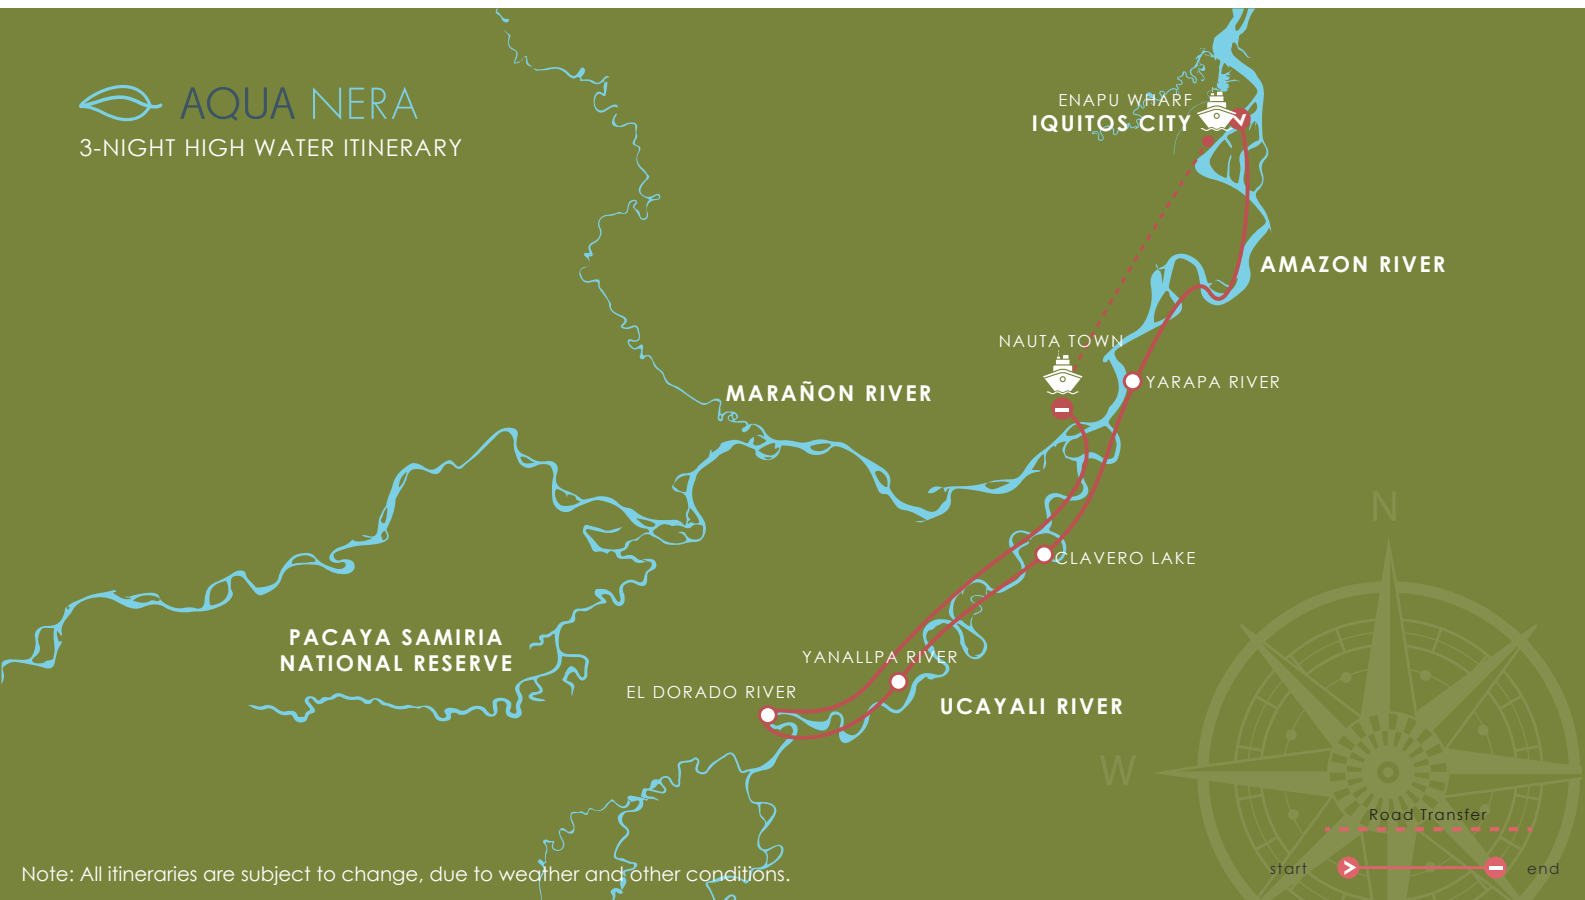 AQUA NERA
3-NIGHT HIGH WATER ITINERARY
ENAPU WHARF
IQUITOS CITY
AMAZON RIVER
NAUTA TOWN
YARAPA RIVER
MARAÑON RIVER
N
CLAVERO LAKE
PACAYA SAMIRIA
NATIONAL RESERVE
YANALLPA RIVER
EL DORADO RIVER
UCAYALI RIVER
W
Road Transfer
start
end
Note: All itineraries are subject to change, due to weather and other conditions.